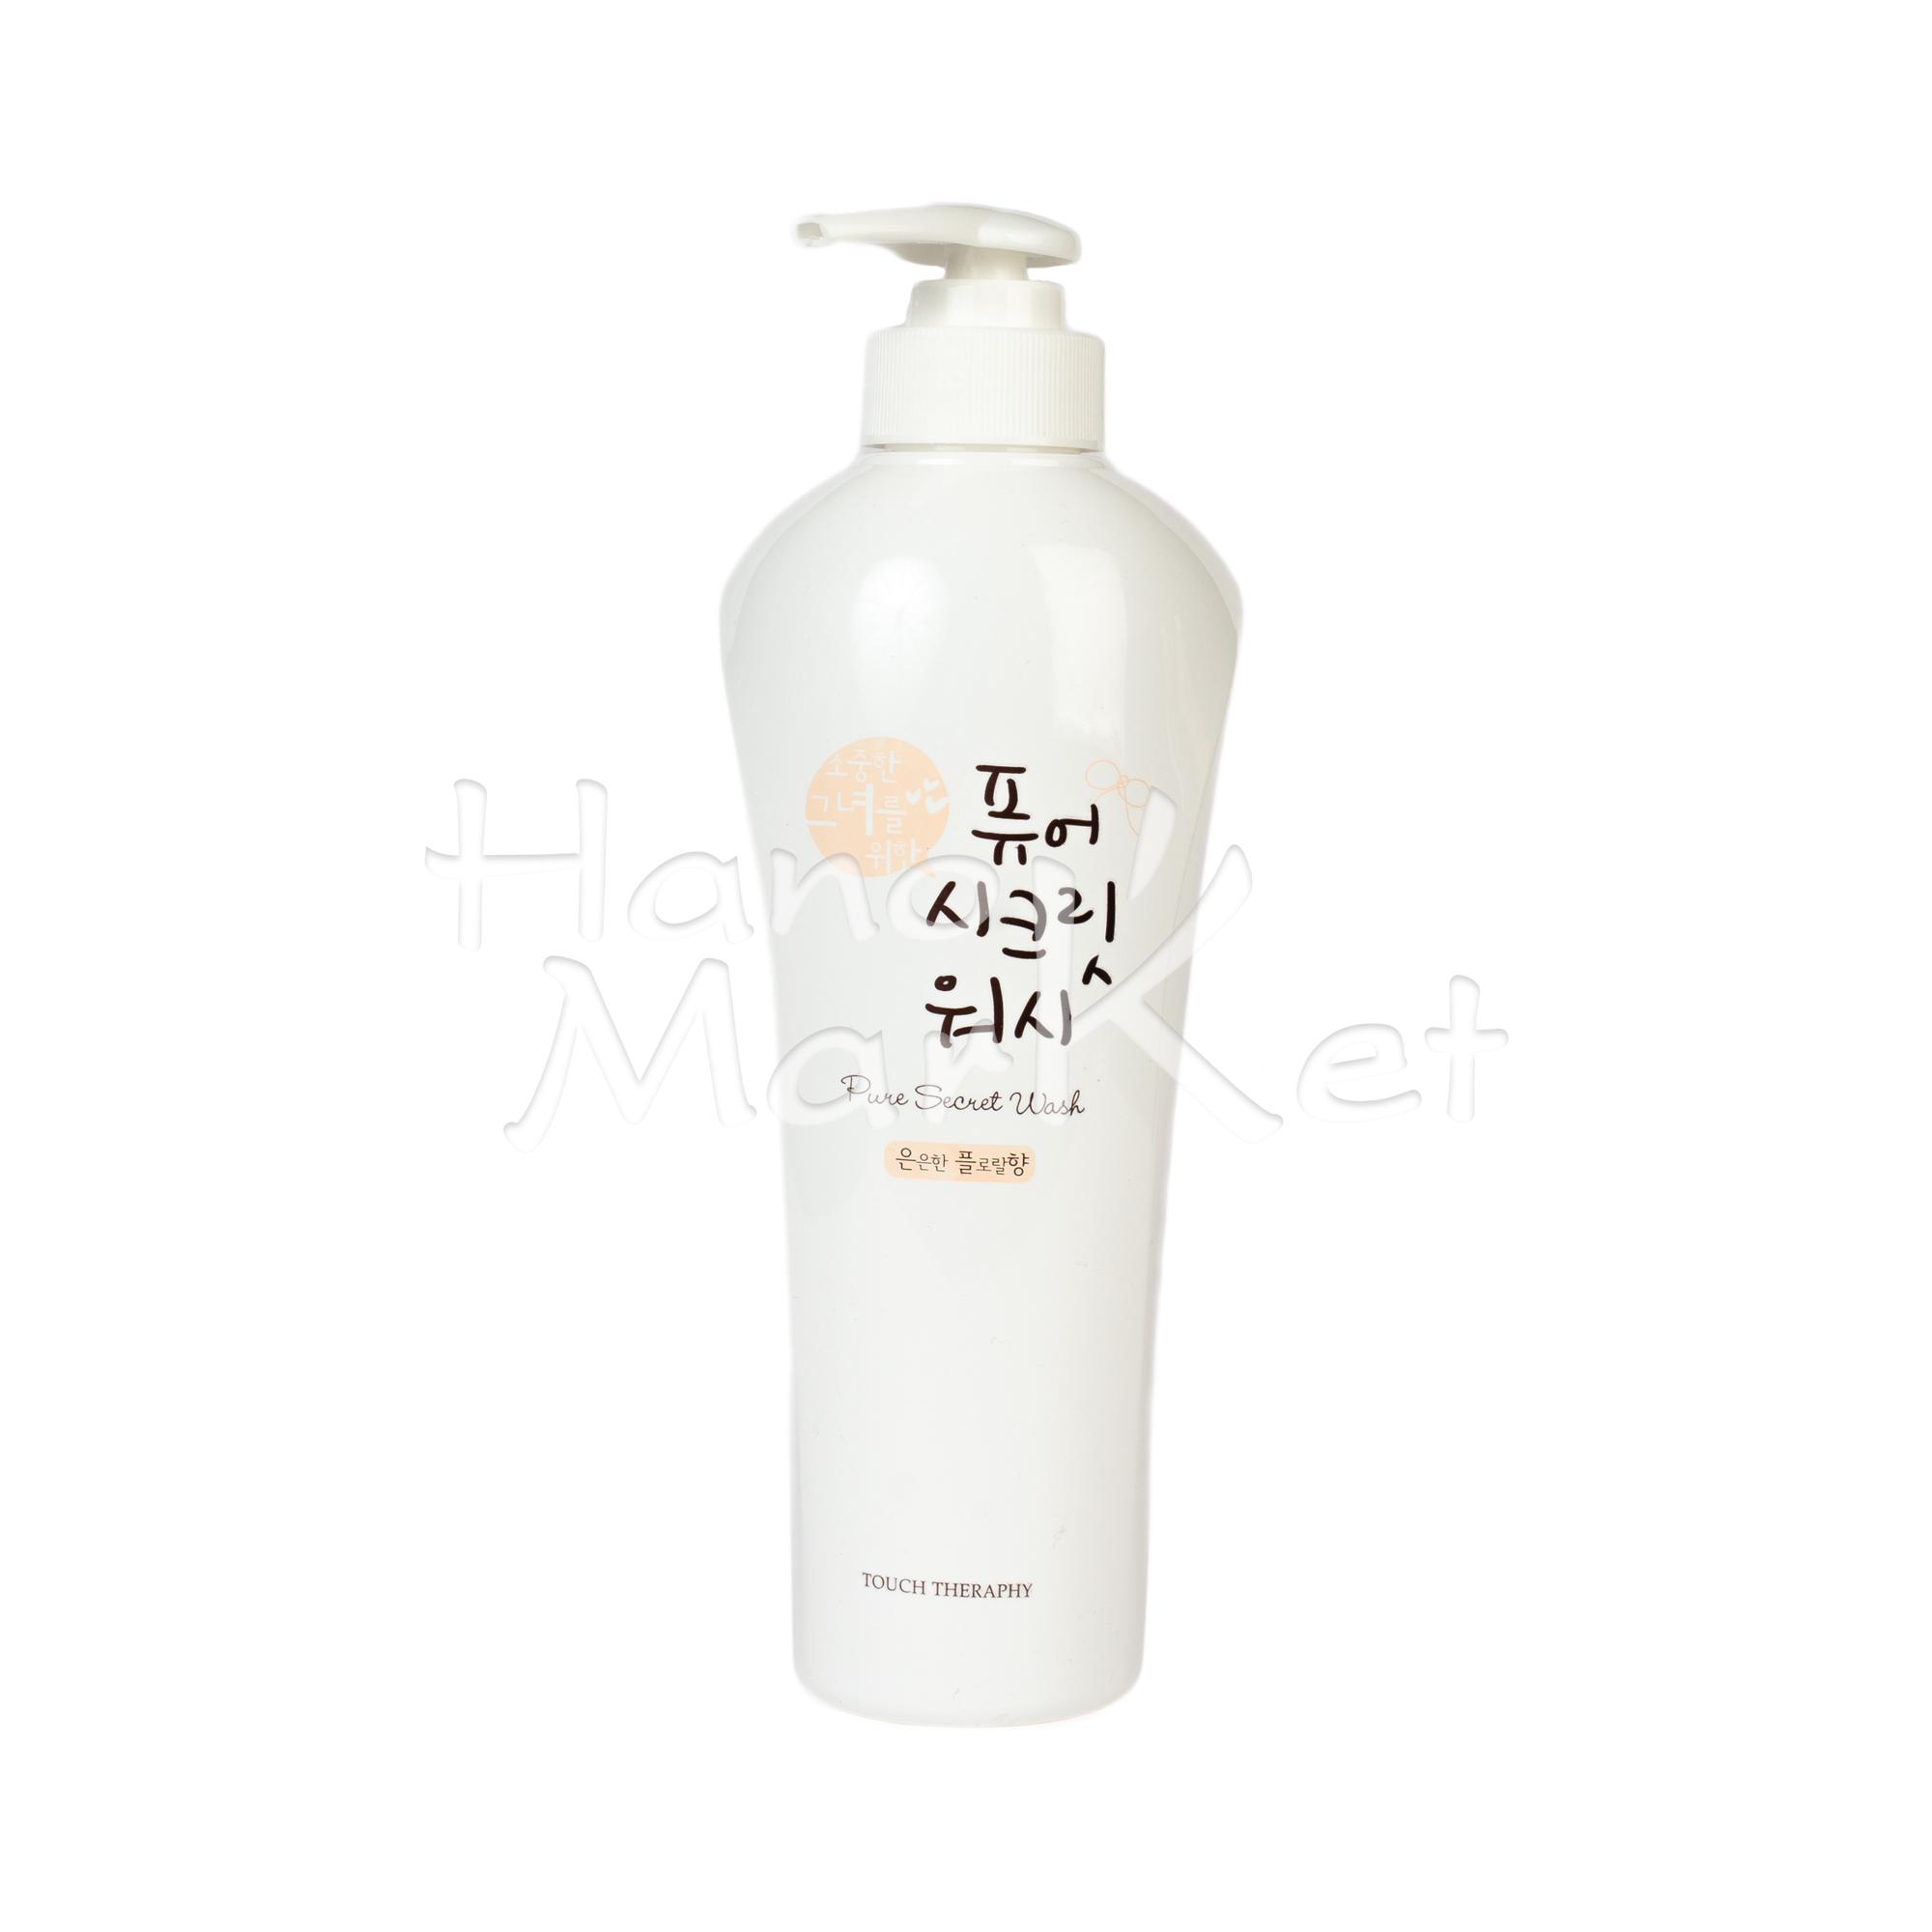 소중한
그녀를
위한
퓨어
시크릿
워시
Pure Secret Wash
은은한 플로랄향
TOUCH THERAPHY
Hanok
Market